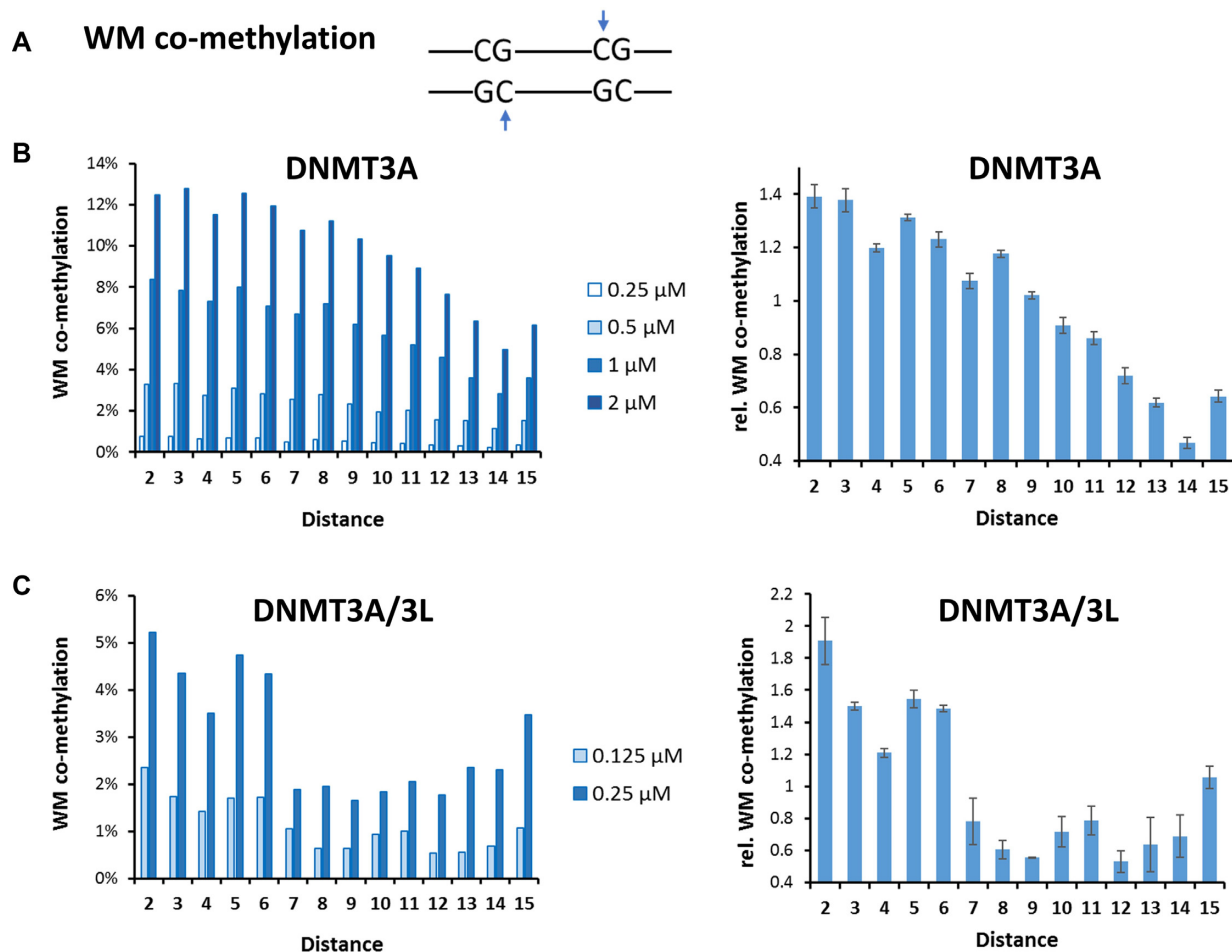 A
WM co-methylation
CG CG
GC GC
B
DNMT3A
14%
12%
10%
8%
6%
4%
2%
0%
WM co-methylation
2 3 4 5 6 7 8 9 10 11 12 13 14 15
Distance
0.25 µM
0.5 µM
1 µM
2 µM
DNMT3A
1.4
1.2
1
0.8
0.6
0.4
rel. WM co-methylation
2 3 4 5 6 7 8 9 10 11 12 13 14 15
Distance
C
DNMT3A/3L
6%
5%
4%
3%
2%
1%
0%
WM co-methylation
2 3 4 5 6 7 8 9 10 11 12 13 14 15
Distance
0.125 µM
0.25 µM
DNMT3A/3L
2.2
2
1.8
1.6
1.4
1.2
1
0.8
0.6
0.4
rel. WM co-methylation
2 3 4 5 6 7 8 9 10 11 12 13 14 15
Distance